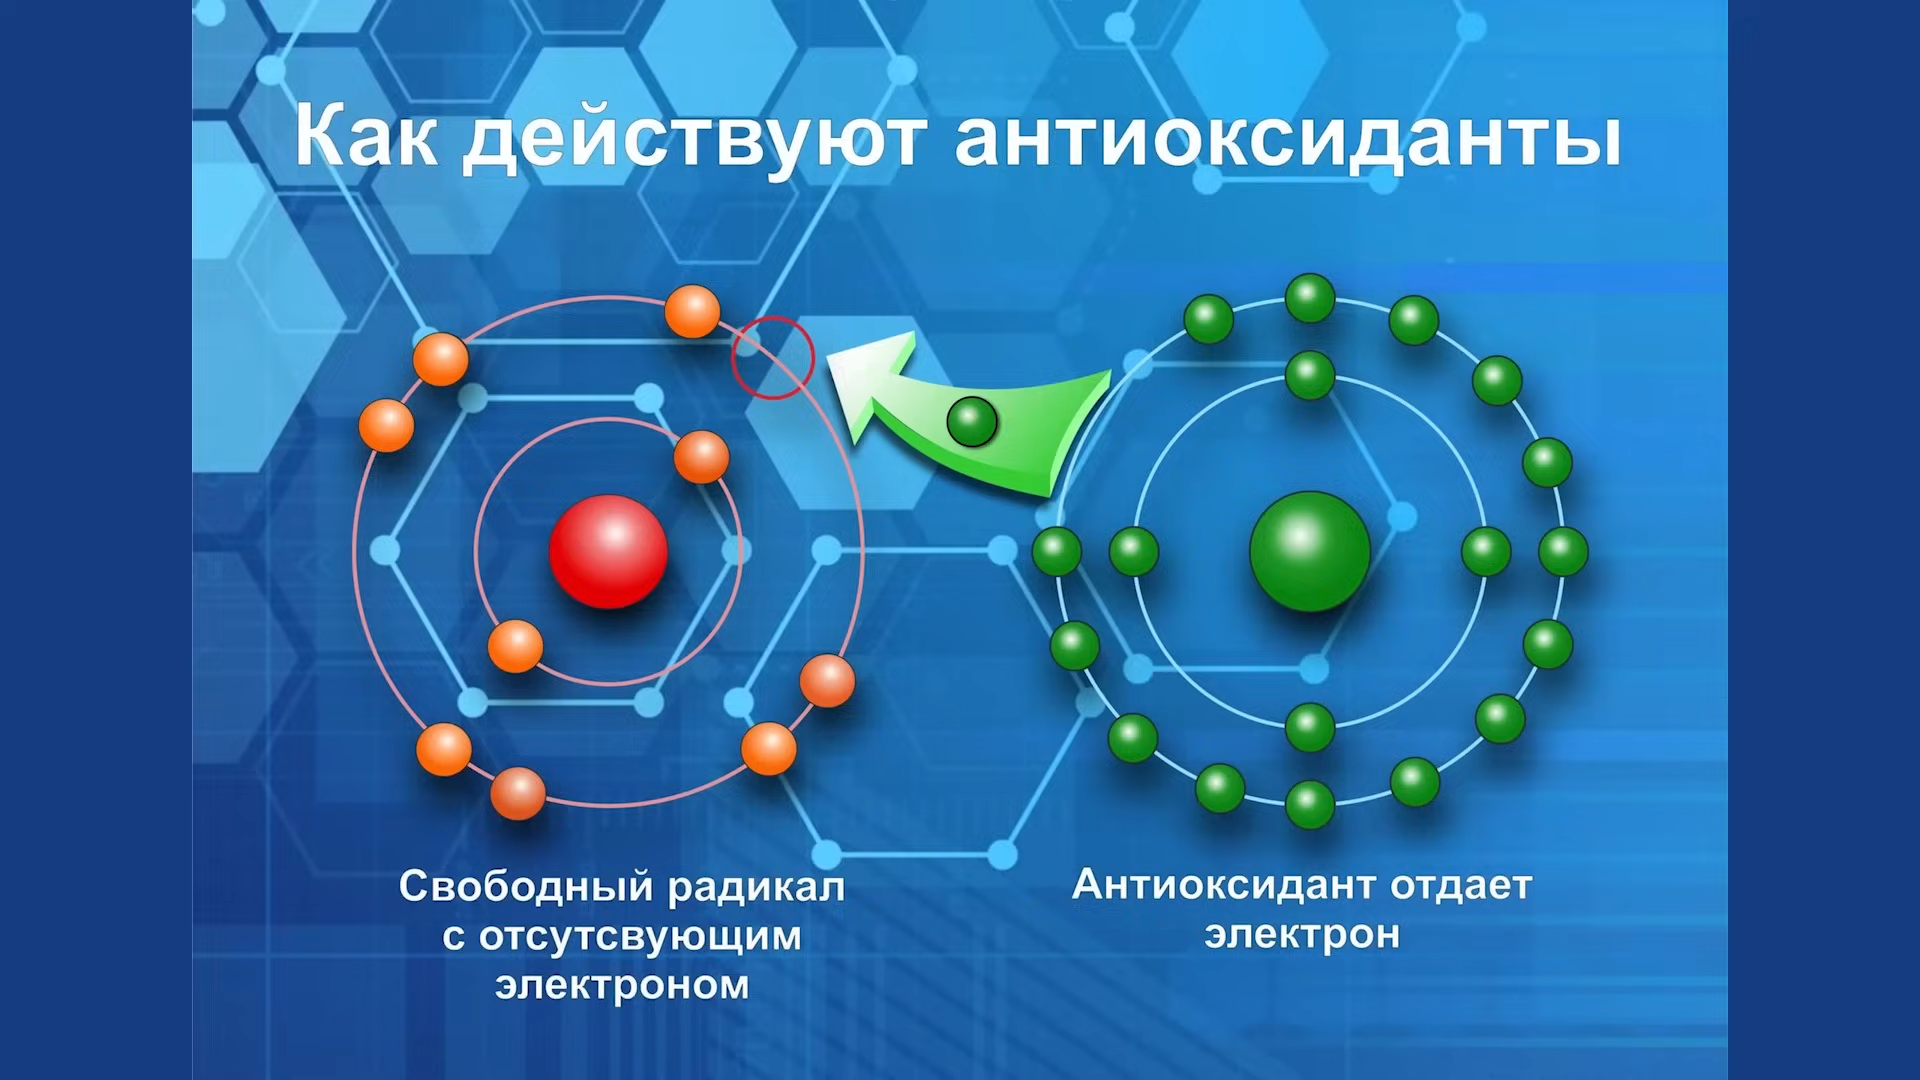 Как действуют антиоксиданты
Свободный радикал
с отсутсвующим
электроном
Антиоксидант отдает
электрон